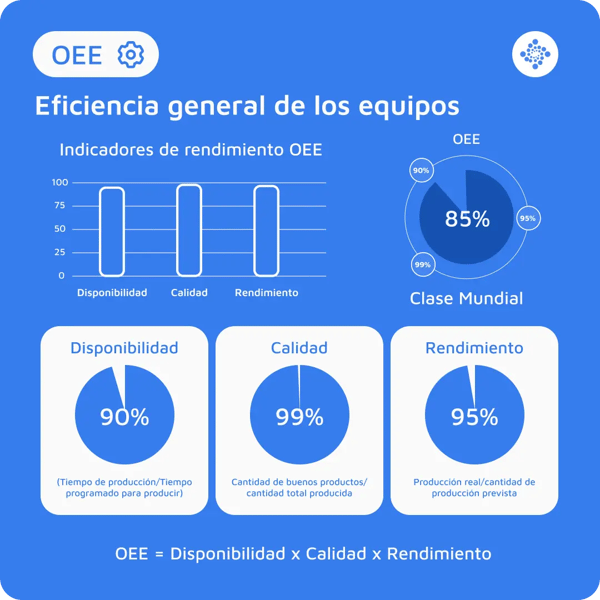 OEE
Eficiencia general de los equipos
Indicadores de rendimiento OEE
100
75
50
25
0
Disponibilidad
Calidad
Rendimiento
OEE
90%
95%
85%
99%
Clase Mundial
Disponibilidad
90%
(Tiempo de producción/Tiempo
programado para producir)
Calidad
99%
Cantidad de buenos productos/
cantidad total producida
Rendimiento
95%
Producción real/cantidad de
producción prevista
OEE = Disponibilidad x Calidad x Rendimiento